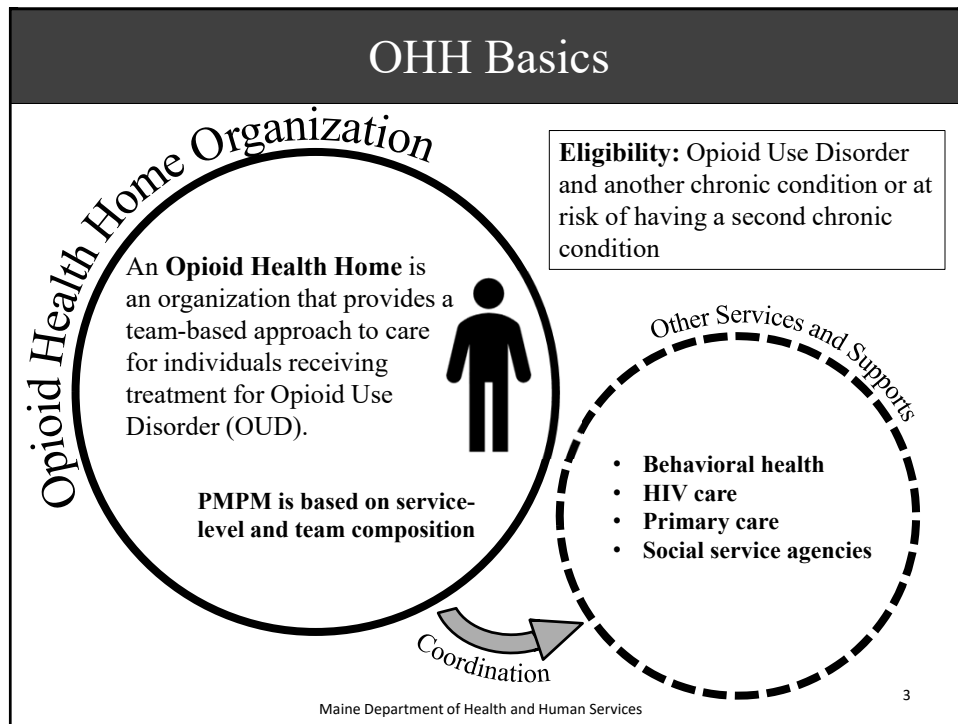 OHH Basics
Opioid Health Home Organization
An Opioid Health Home is
an organization that provides a
team-based approach to care
for individuals receiving
treatment for Opioid Use
Disorder (OUD).
PMPM is based on service-
level and team composition
Eligibility: Opioid Use Disorder
and another chronic condition or at
risk of having a second chronic
condition
Other Services and Supports
• Behavioral health
• HIV care
• Primary care
• Social service agencies
Coordination
Maine Department of Health and Human Services
3